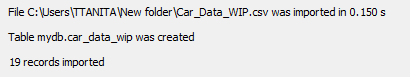 File C:\Users\TTANITA\New folder\Car_Data_WIP.csv was imported in 0.150 s
Table mydb.car_data_wip was created
19 records imported